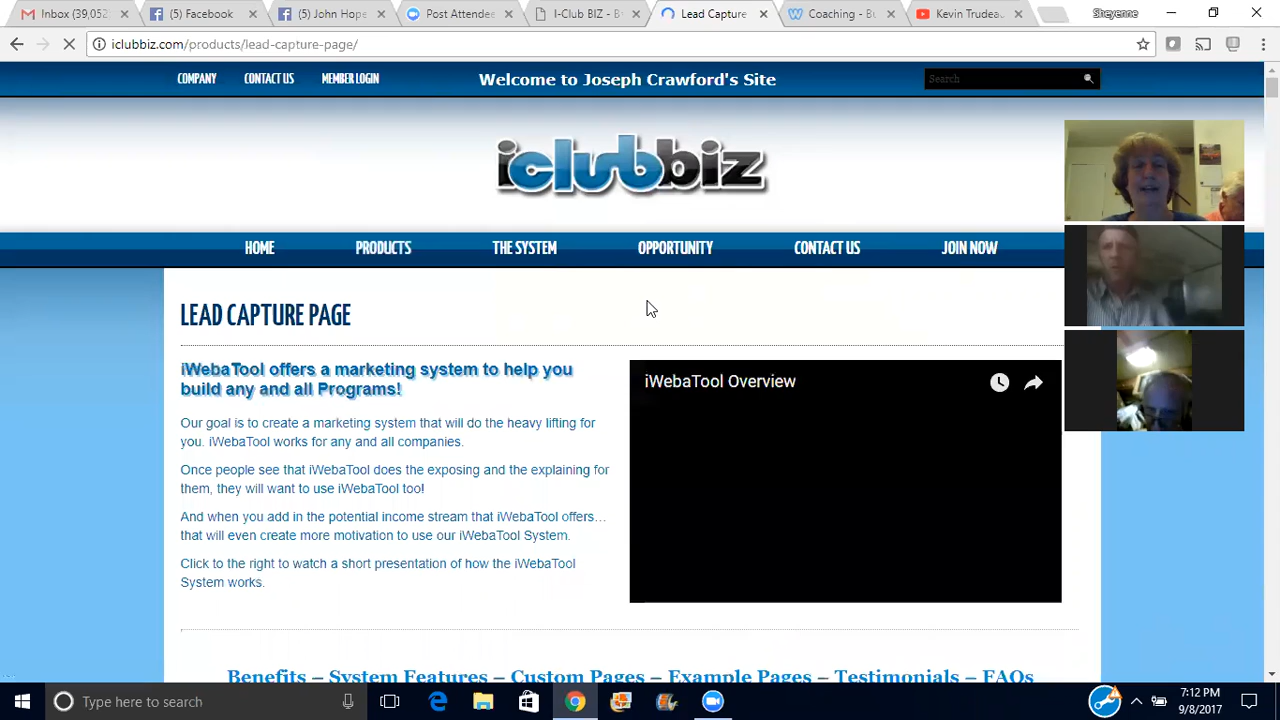 Inbox (39,052
(5) Facebook
(5) John Hope
Post Attendee
I-Club BIZ - B
Lead Capture
Coaching - Bu
Kevin Trudeau
Sheyenne
iclubbiz.com/products/lead-capture-page/
COMPANY CONTACT US MEMBER LOGIN Welcome to Joseph Crawford's Site Search
iclubbiz
HOME PRODUCTS THE SYSTEM OPPORTUNITY CONTACT US JOIN NOW
LEAD CAPTURE PAGE
iWebaTool offers a marketing system to help you
build any and all Programs!
Our goal is to create a marketing system that will do the heavy lifting for
you. iWebaTool works for any and all companies.
Once people see that iWebaTool does the exposing and the explaining for
them, they will want to use iWebaTool too!
And when you add in the potential income stream that iWebaTool offers…
that will even create more motivation to use our iWebaTool System.
Click to the right to watch a short presentation of how the iWebaTool
System works.
iWebaTool Overview
Benefits – System Features – Custom Pages – Example Pages – Testimonials – FAQs
Type here to search
7:12 PM
9/8/2017